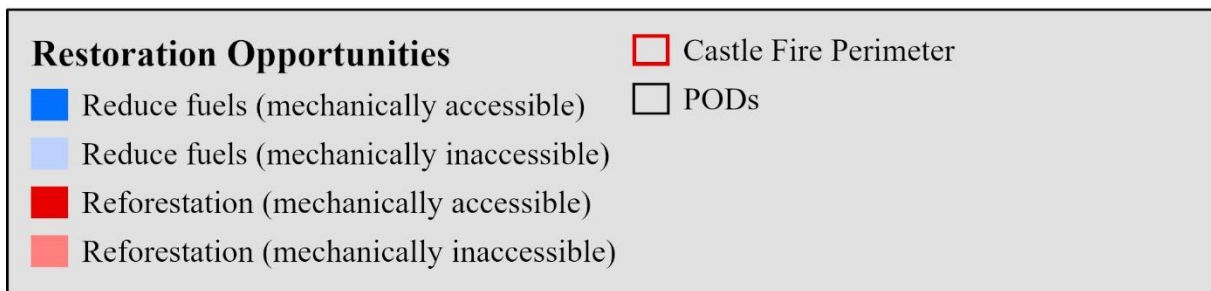 Restoration Opportunities
Reduce fuels (mechanically accessible)
Reduce fuels (mechanically inaccessible)
Reforestation (mechanically accessible)
Reforestation (mechanically inaccessible)
Castle Fire Perimeter
PODs